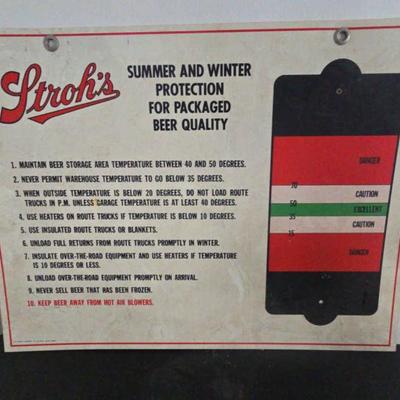 Stroh's
SUMMER AND WINTER
PROTECTION
FOR PACKAGED
BEER QUALITY
1. MAINTAIN BEER STORAGE AREA TEMPERATURE BETWEEN 40 AND 50 DEGREES.
2. NEVER PERMIT WAREHOUSE TEMPERATURE TO GO BELOW 35 DEGREES.
3. WHEN OUTSIDE TEMPERATURE IS BELOW 20 DEGREES, DO NOT LOAD ROUTE
TRUCKS IN P.M. UNLESS GARAGE TEMPERATURE IS AT LEAST 40 DEGREES.
4. USE HEATERS ON ROUTE TRUCKS IF TEMPERATURE IS BELOW 10 DEGREES.
5. USE INSULATED ROUTE TRUCKS OR BLANKETS.
6. UNLOAD FULL RETURNS FROM ROUTE TRUCKS PROMPTLY IN WINTER.
7. INSULATE OVER-THE-ROAD EQUIPMENT AND USE HEATERS IF TEMPERATURE
IS 10 DEGREES OR LESS.
8. UNLOAD OVER-THE-ROAD EQUIPMENT PROMPTLY ON ARRIVAL.
9. NEVER SELL BEER THAT HAS BEEN FROZEN.
10. KEEP BEER AWAY FROM HOT AIR BLOWERS.
DANGER
70
CAUTION
50
EXCELLENT
35
CAUTION
15
DANGER